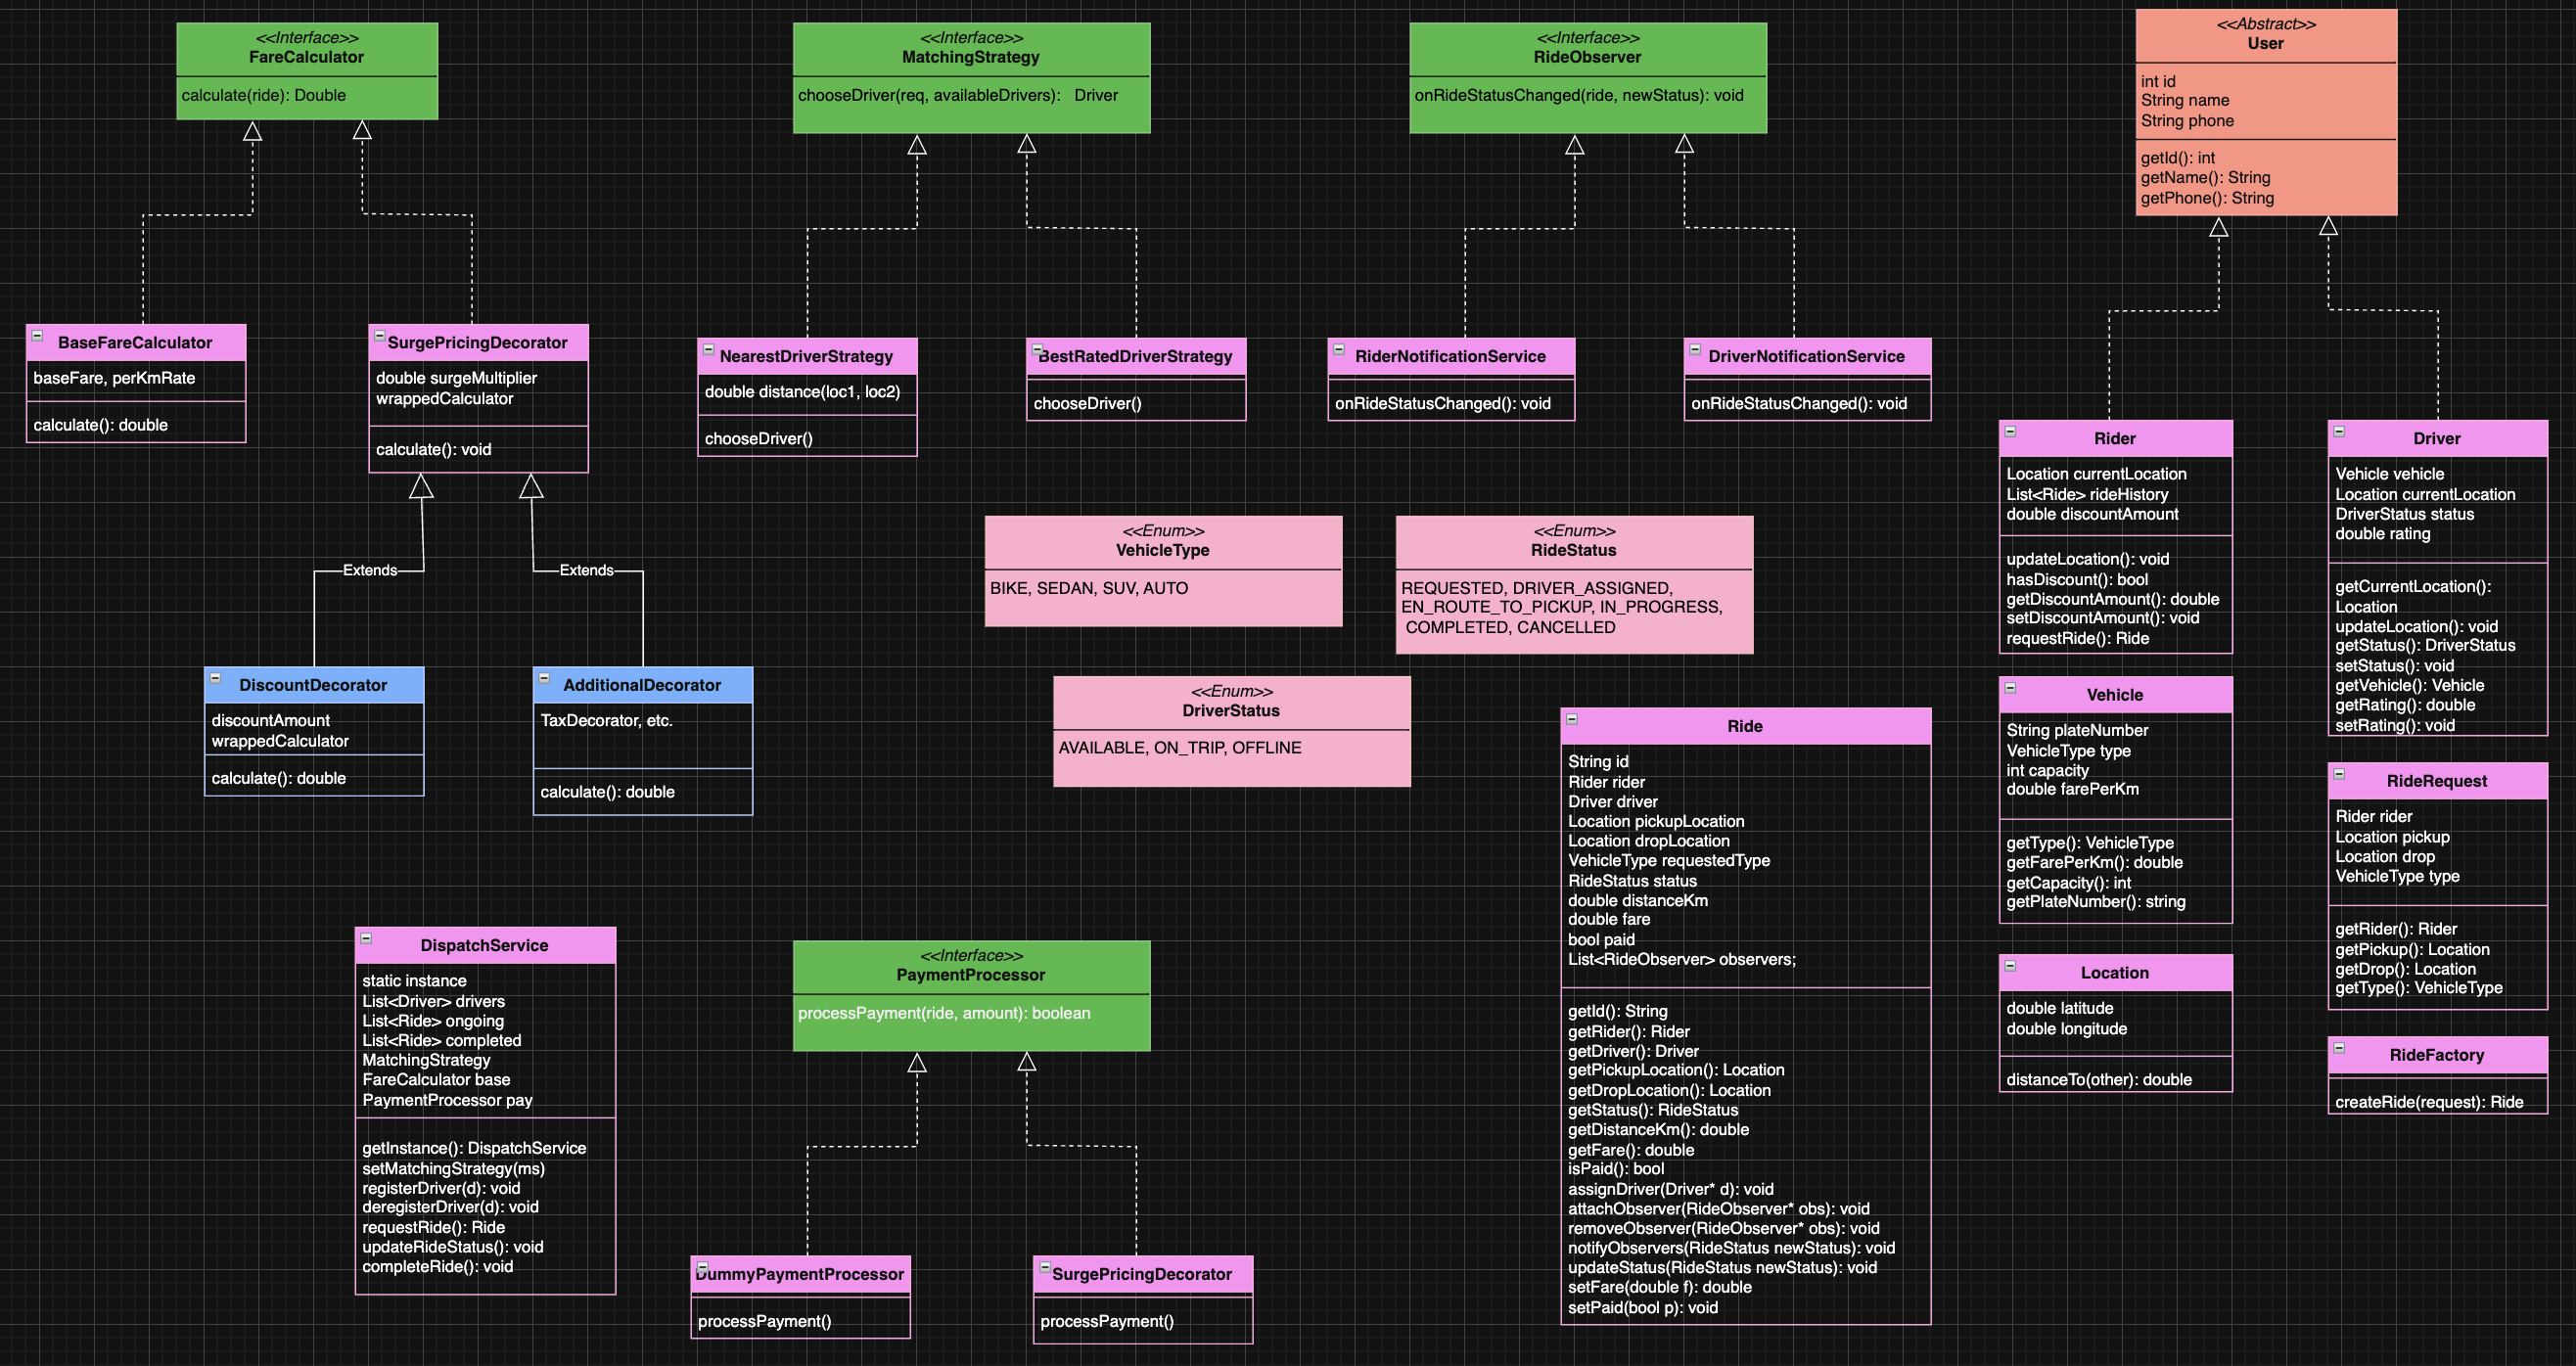 <<Interface>>
FareCalculator
calculate(ride): Double
<<Interface>>
MatchingStrategy
chooseDriver(req, availableDrivers):   Driver
<<Interface>>
RideObserver
onRideStatusChanged(ride, newStatus): void
<<Abstract>>
User
int id
String name
String phone
getId(): int
getName(): String
getPhone(): String
BaseFareCalculator
baseFare, perKmRate
calculate(): double
SurgePricingDecorator
double surgeMultiplier
wrappedCalculator
calculate(): void
NearestDriverStrategy
double distance(loc1, loc2)
chooseDriver()
BestRatedDriverStrategy
chooseDriver()
RiderNotificationService
onRideStatusChanged(): void
DriverNotificationService
onRideStatusChanged(): void
Rider
Location currentLocation
List<Ride> rideHistory
double discountAmount
updateLocation(): void
hasDiscount(): bool
getDiscountAmount(): double
setDiscountAmount(): void
requestRide(): Ride
Driver
Vehicle vehicle
Location currentLocation
DriverStatus status
double rating
getCurrentLocation():
Location
updateLocation(): void
getStatus(): DriverStatus
setStatus(): void
getVehicle(): Vehicle
getRating(): double
setRating(): void
Extends
Extends
<<Enum>>
VehicleType
BIKE, SEDAN, SUV, AUTO
<<Enum>>
RideStatus
REQUESTED, DRIVER_ASSIGNED,
EN_ROUTE_TO_PICKUP, IN_PROGRESS,
COMPLETED, CANCELLED
DiscountDecorator
discountAmount
wrappedCalculator
calculate(): double
AdditionalDecorator
TaxDecorator, etc.
calculate(): double
<<Enum>>
DriverStatus
AVAILABLE, ON_TRIP, OFFLINE
Ride
String id
Rider rider
Driver driver
Location pickupLocation
Location dropLocation
VehicleType requestedType
RideStatus status
double distanceKm
double fare
bool paid
List<RideObserver> observers;
getId(): String
getRider(): Rider
getDriver(): Driver
getPickupLocation(): Location
getDropLocation(): Location
getStatus(): RideStatus
getDistanceKm(): double
getFare(): double
isPaid(): bool
assignDriver(Driver* d): void
attachObserver(RideObserver* obs): void
removeObserver(RideObserver* obs): void
notifyObservers(RideStatus newStatus): void
updateStatus(RideStatus newStatus): void
setFare(double f): double
setPaid(bool p): void
Vehicle
String plateNumber
VehicleType type
int capacity
double farePerKm
getType(): VehicleType
getFarePerKm(): double
getCapacity(): int
getPlateNumber(): string
RideRequest
Rider rider
Location pickup
Location drop
VehicleType type
getRider(): Rider
getPickup(): Location
getDrop(): Location
getType(): VehicleType
Location
double latitude
double longitude
distanceTo(other): double
RideFactory
createRide(request): Ride
DispatchService
static instance
List<Driver> drivers
List<Ride> ongoing
List<Ride> completed
MatchingStrategy
FareCalculator base
PaymentProcessor pay
getInstance(): DispatchService
setMatchingStrategy(ms)
registerDriver(d): void
deregisterDriver(d): void
requestRide(): Ride
updateRideStatus(): void
completeRide(): void
<<Interface>>
PaymentProcessor
processPayment(ride, amount): boolean
DummyPaymentProcessor
processPayment()
SurgePricingDecorator
processPayment()